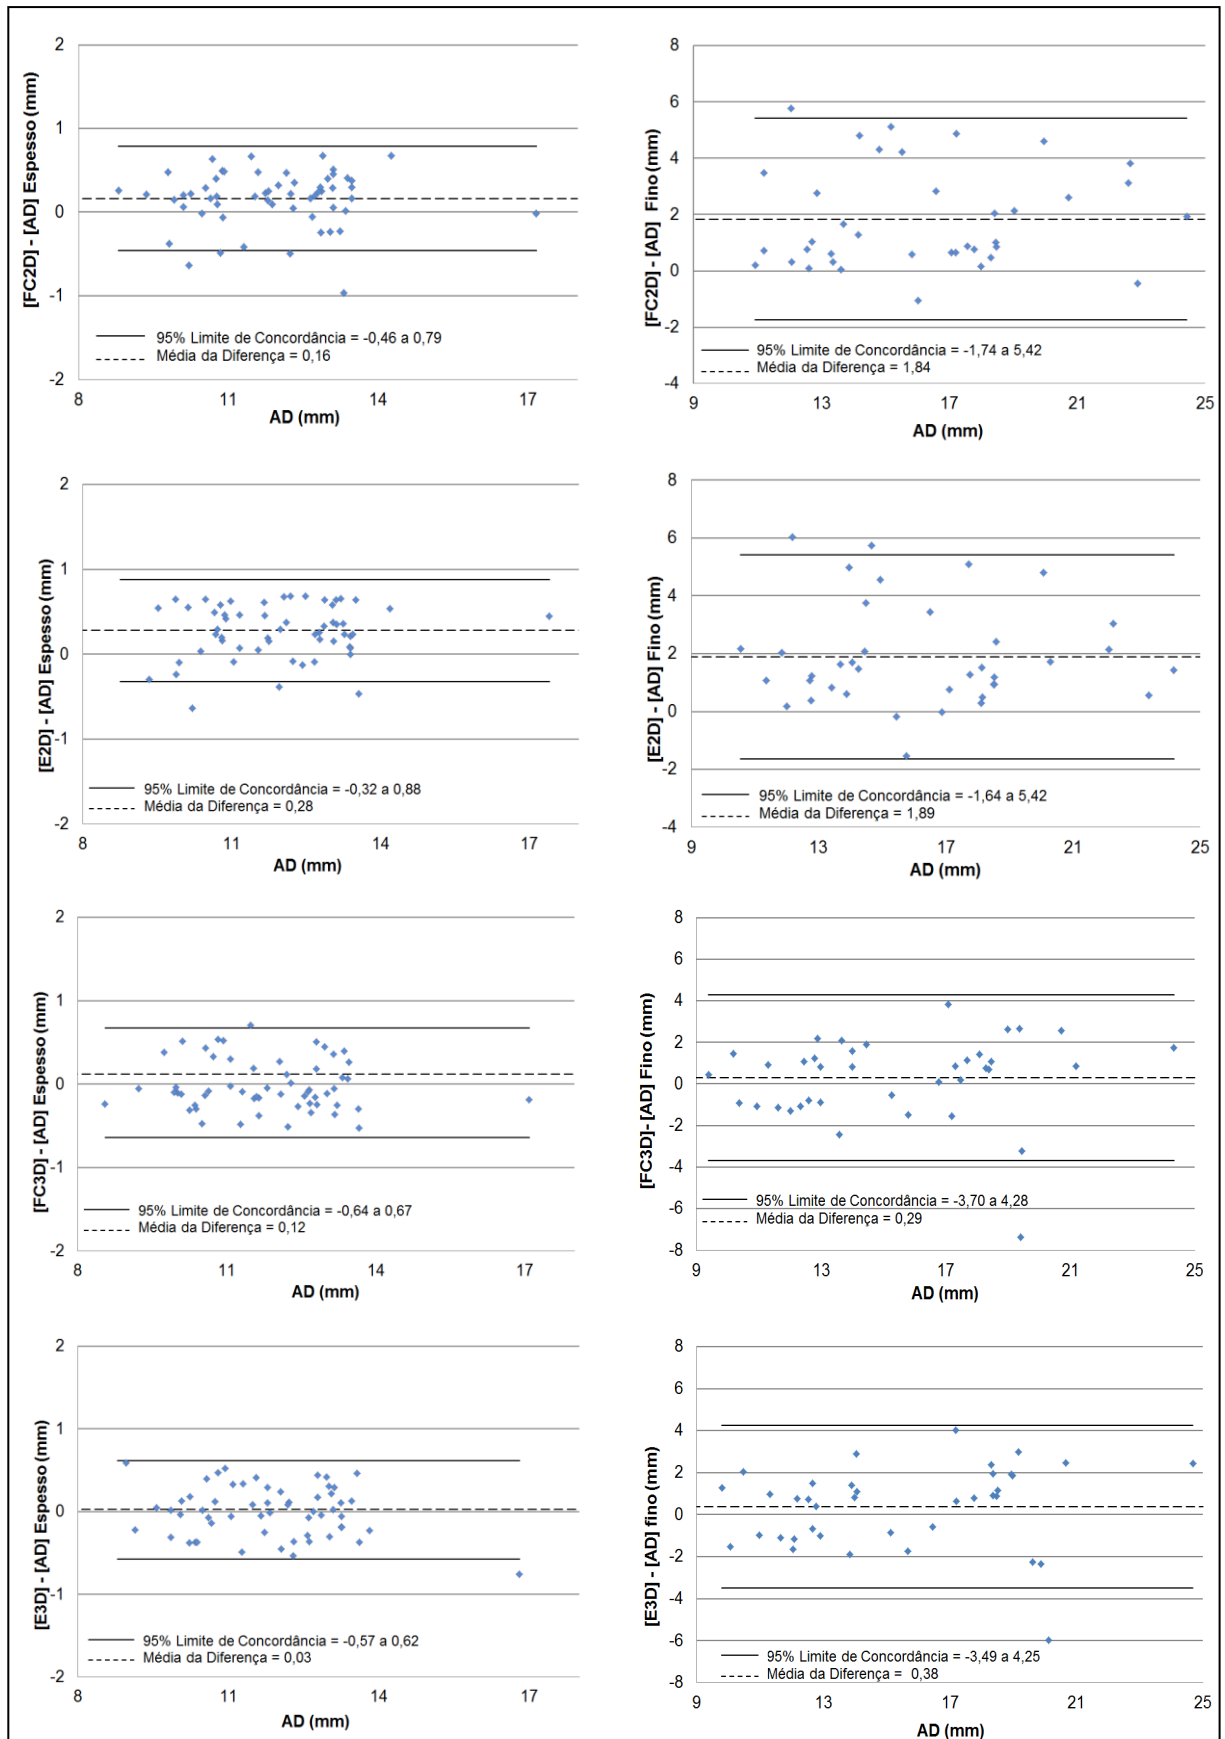 [FC2D] - [AD] Espesso (mm)
2
1
0
-1
-2
95% Limite de Concordância = -0,46 a 0,79
Média da Diferença = 0,16
8 11 14 17
AD (mm)
[FC2D] - [AD] Fino (mm)
8
6
4
2
0
-2
-4
95% Limite de Concordância = -1,74 a 5,42
Média da Diferença = 1,84
9 13 17 21 25
AD (mm)
[E2D] - [AD] Espesso (mm)
2
1
0
-1
-2
95% Limite de Concordância = -0,32 a 0,88
Média da Diferença = 0,28
8 11 14 17
AD (mm)
[E2D] - [AD] Fino (mm)
8
6
4
2
0
-2
-4
95% Limite de Concordância = -1,64 a 5,42
Média da Diferença = 1,89
9 13 17 21 25
AD (mm)
[FC3D] - [AD] Espesso (mm)
2
1
0
-1
-2
95% Limite de Concordância = -0,64 a 0,67
Média da Diferença = 0,12
8 11 14 17
AD (mm)
[FC3D]- [AD] Fino (mm)
8
6
4
2
0
-2
-4
-6
-8
95% Limite de Concordância = -3,70 a 4,28
Média da Diferença = 0,29
9 13 17 21 25
AD (mm)
[E3D] - [AD] Espesso (mm)
2
1
0
-1
-2
95% Limite de Concordância = -0,57 a 0,62
Média da Diferença = 0,03
8 11 14 17
AD (mm)
[E3D] - [AD] fino (mm)
8
6
4
2
0
-2
-4
-6
-8
95% Limite de Concordância = -3,49 a 4,25
Média da Diferença = 0,38
9 13 17 21 25
AD (mm)